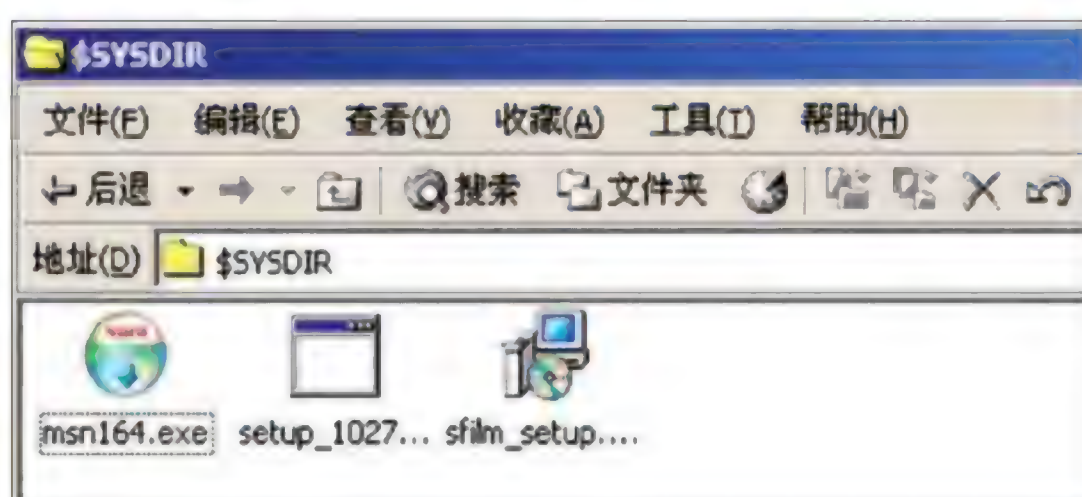 $SYSDIR
文件(F) 编辑(E) 查看(V) 收藏(A) 工具(T) 帮助(H)
后退 搜索 文件夹
地址(D) $SYSDIR
msn164.exe setup_1027... sfilm_setup....